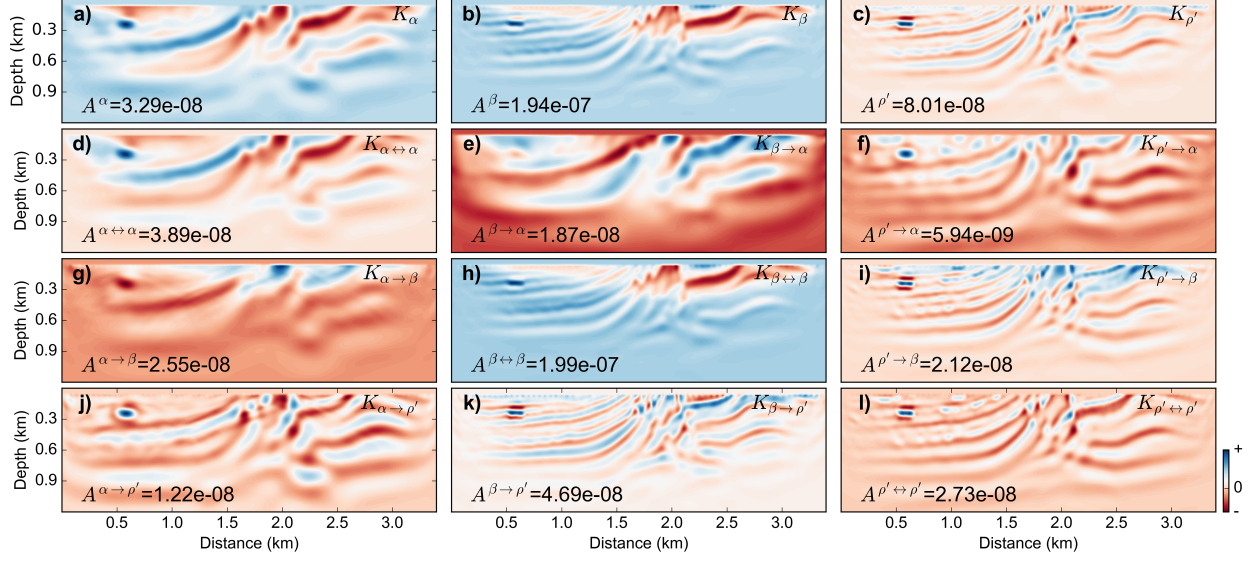 a) K_α
b) K_β
c) K_ρ′
Depth (km)
0.3
0.6
0.9
A^α=3.29e-08
A^β=1.94e-07
A^ρ′=8.01e-08
d) K_α↔α
e) K_β→α
f) K_ρ′→α
Depth (km)
0.3
0.6
0.9
A^α↔α=3.89e-08
A^β→α=1.87e-08
A^ρ′→α=5.94e-09
g) K_α→β
h) K_β↔β
i) K_ρ′→β
Depth (km)
0.3
0.6
0.9
A^α→β=2.55e-08
A^β↔β=1.99e-07
A^ρ′→β=2.12e-08
j) K_α→ρ′
k) K_β→ρ′
l) K_ρ′↔ρ′
Depth (km)
0.3
0.6
0.9
A^α→ρ′=1.22e-08
A^β→ρ′=4.69e-08
A^ρ′↔ρ′=2.73e-08
+
0
-
0.5 1.0 1.5 2.0 2.5 3.0
0.5 1.0 1.5 2.0 2.5 3.0
0.5 1.0 1.5 2.0 2.5 3.0
Distance (km)
Distance (km)
Distance (km)